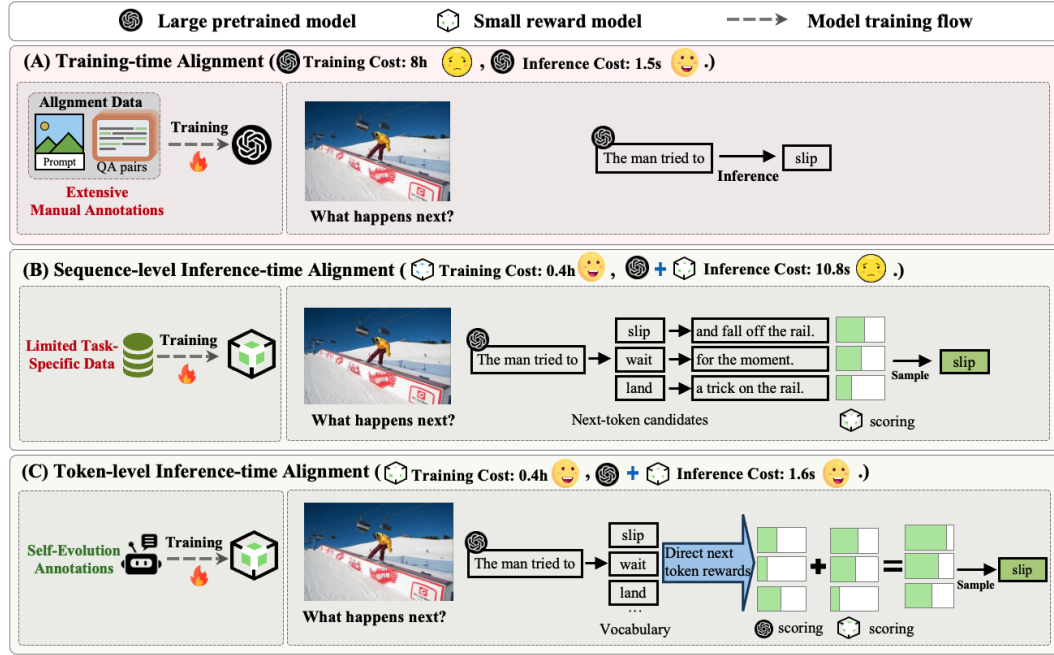 Large pretrained model
Small reward model
Model training flow
(A) Training-time Alignment ( Training Cost: 8h , Inference Cost: 1.5s .)
Alignment Data
Prompt
QA pairs
Training
Extensive
Manual Annotations
What happens next?
The man tried to
Inference
slip
(B) Sequence-level Inference-time Alignment ( Training Cost: 0.4h , + Inference Cost: 10.8s .)
Limited Task-
Specific Data
Training
What happens next?
The man tried to
slip
and fall off the rail.
wait
for the moment.
land
a trick on the rail.
Next-token candidates
scoring
Sample
slip
(C) Token-level Inference-time Alignment ( Training Cost: 0.4h , + Inference Cost: 1.6s .)
Self-Evolution
Annotations
Training
What happens next?
The man tried to
slip
wait
land
...
Vocabulary
Direct next
token rewards
+
=
scoring
scoring
Sample
slip